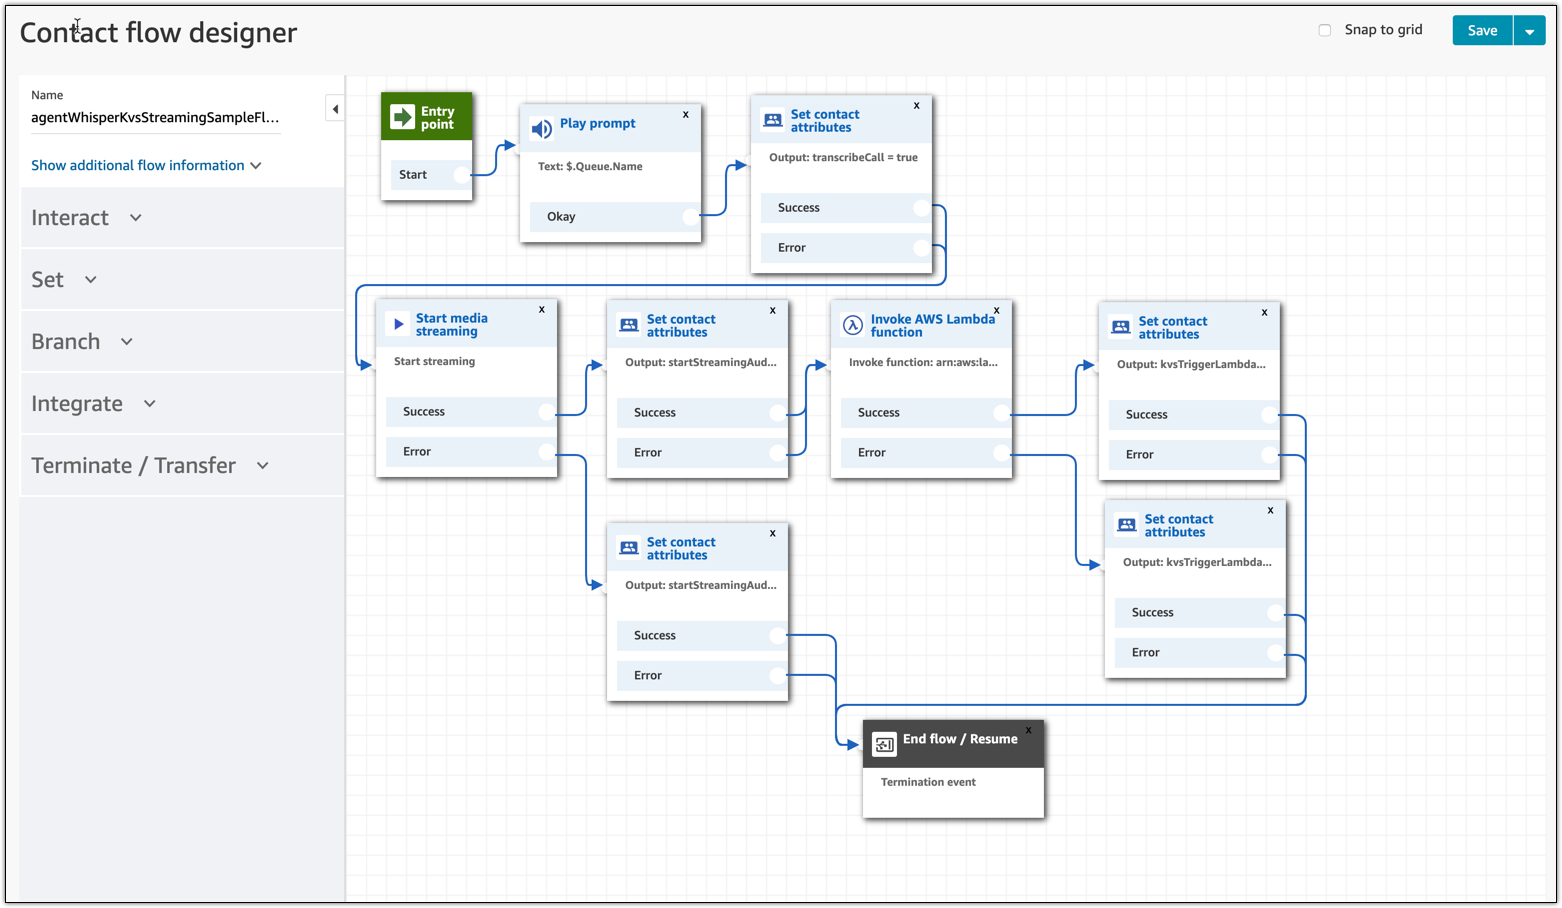 Contact flow designer
Snap to grid
Save
Name
agentWhisperKvsStreamingSampleFl...
Show additional flow information
Interact
Set
Branch
Integrate
Terminate / Transfer
Entry
point
Start
Play prompt
x
Text: $.Queue.Name
Okay
Set contact
attributes
x
Output: transcribeCall = true
Success
Error
Start media
streaming
x
Start streaming
Success
Error
Set contact
attributes
x
Output: startStreamingAud...
Success
Error
Invoke AWS Lambda
function
x
Invoke function: arn:aws:la...
Success
Error
Set contact
attributes
x
Output: kvsTriggerLambda...
Success
Error
Set contact
attributes
x
Output: kvsTriggerLambda...
Success
Error
Set contact
attributes
x
Output: startStreamingAud...
Success
Error
End flow / Resume
x
Termination event